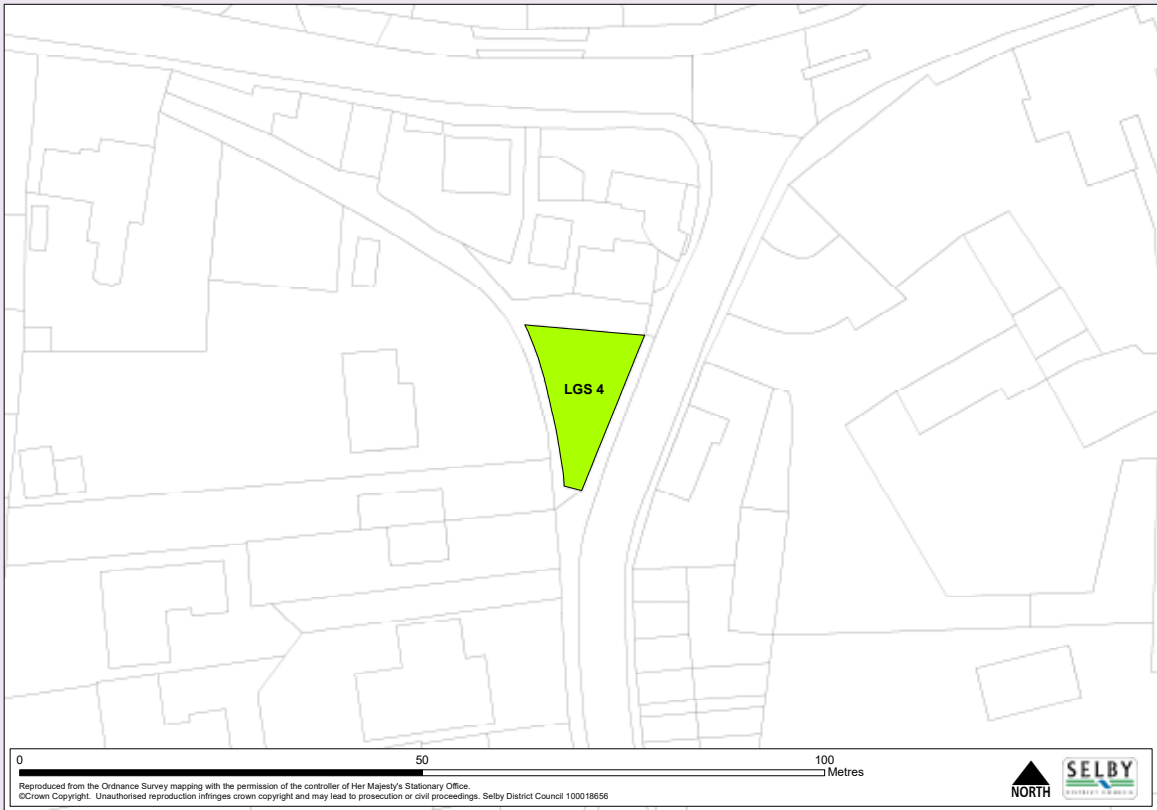 LGS 4
0 50 100
Metres
Reproduced from the Ordnance Survey mapping with the permission of the controller of Her Majesty's Stationary Office.
©Crown Copyright. Unauthorised reproduction infringes crown copyright and may lead to prosecution or civil proceedings. Selby District Council 100018656
NORTH
SELBY
DISTRICT COUNCIL